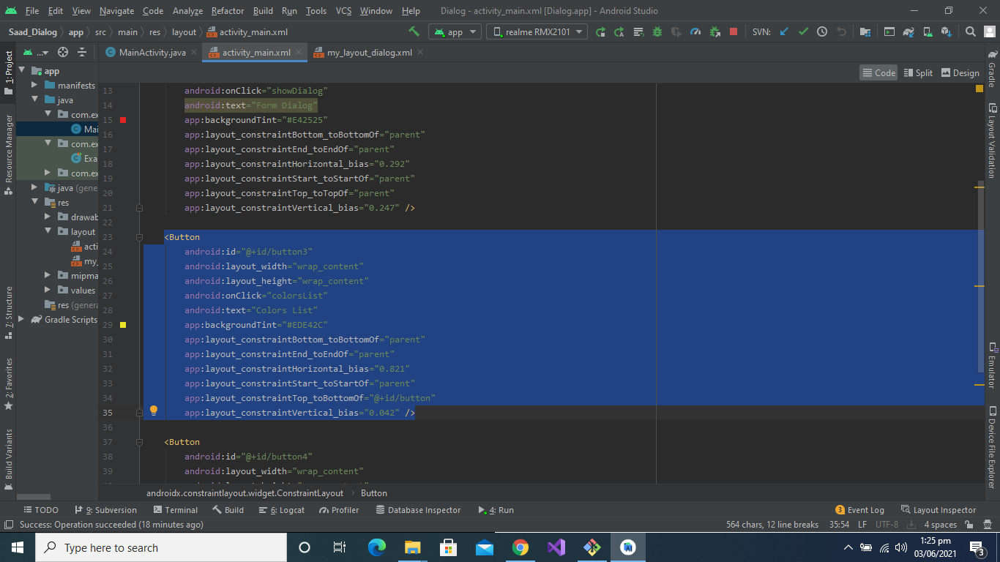 File Edit View Navigate Code Analyze Refactor Build Run Tools VCS Window Help Dialog - activity_main.xml [Dialog.app] - Android Studio
Saad_Dialog app src main res layout activity_main.xml app realme RMX2101 SVN:
... MainActivity.java activity_main.xml my_layout_dialog.xml
Code Split Design
1: Project
Resource Manager
7: Structure
2: Favorites
Build Variants
app
manifests
java
com.ex
Mai
com.ex
Exa
com.ex
java (gene
res
drawab
layout
acti
my_
mipma
values
res (genera
Gradle Scripts
13 android:onClick="showDialog"
14 android:text="Form Dialog"
15 app:backgroundTint="#E42525"
16 app:layout_constraintBottom_toBottomOf="parent"
17 app:layout_constraintEnd_toEndOf="parent"
18 app:layout_constraintHorizontal_bias="0.292"
19 app:layout_constraintStart_toStartOf="parent"
20 app:layout_constraintTop_toTopOf="parent"
21 app:layout_constraintVertical_bias="0.247" />
22
23 <Button
24 android:id="@+id/button3"
25 android:layout_width="wrap_content"
26 android:layout_height="wrap_content"
27 android:onClick="colorsList"
28 android:text="Colors List"
29 app:backgroundTint="#EDE42C"
30 app:layout_constraintBottom_toBottomOf="parent"
31 app:layout_constraintEnd_toEndOf="parent"
32 app:layout_constraintHorizontal_bias="0.821"
33 app:layout_constraintStart_toStartOf="parent"
34 app:layout_constraintTop_toBottomOf="@+id/button"
35 app:layout_constraintVertical_bias="0.042" />
36
37 <Button
38 android:id="@+id/button4"
39 android:layout_width="wrap_content"
Gradle
Layout Validation
Emulator
Device File Explorer
androidx.constraintlayout.widget.ConstraintLayout Button
TODO 9: Subversion Terminal Build 6: Logcat Profiler Database Inspector 4: Run 3 Event Log Layout Inspector
Success: Operation succeeded (18 minutes ago) 564 chars, 12 line breaks 35:54 LF UTF-8 4 spaces
Type here to search
1:25 pm
03/06/2021
3